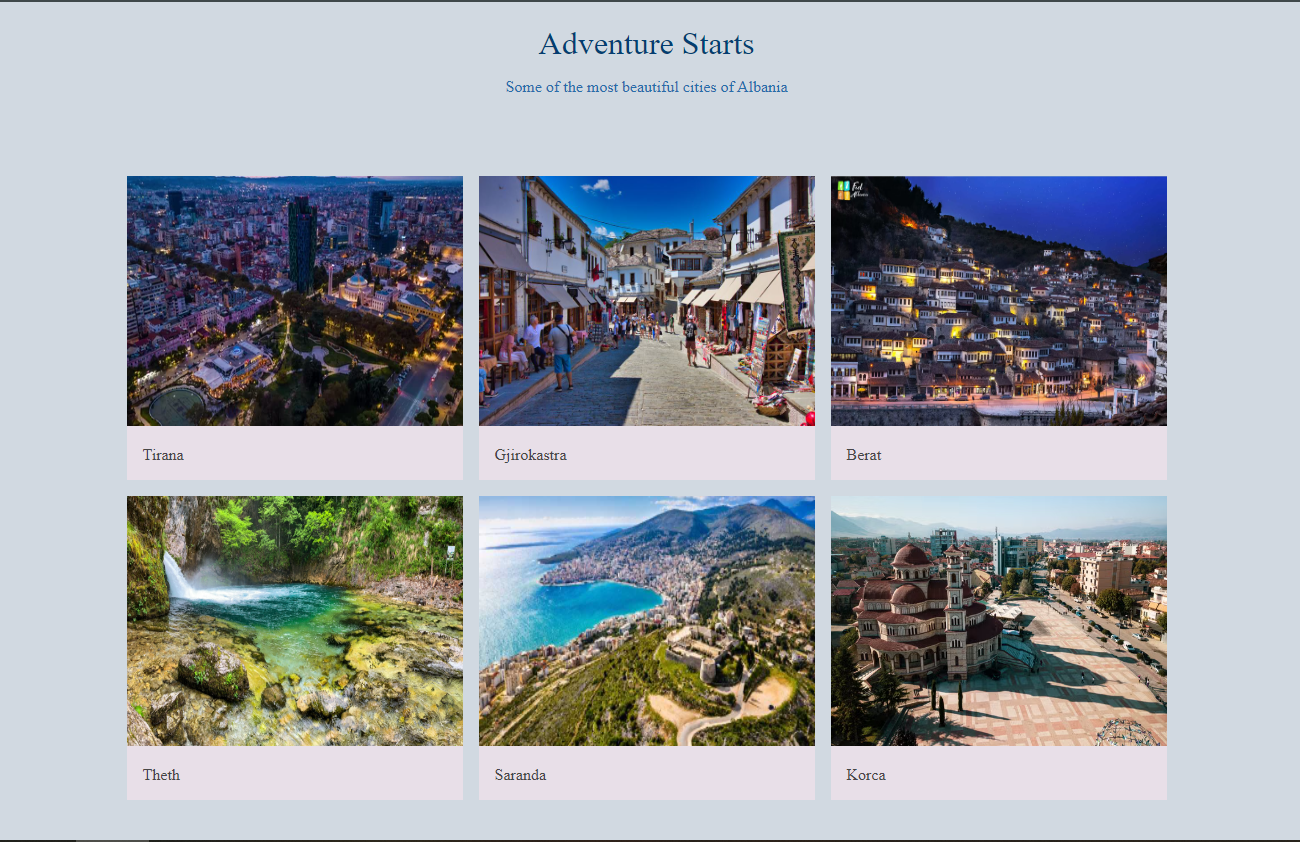 Adventure Starts
Some of the most beautiful cities of Albania
Tirana
Gjirokastra
Berat
Theth
Saranda
Korca